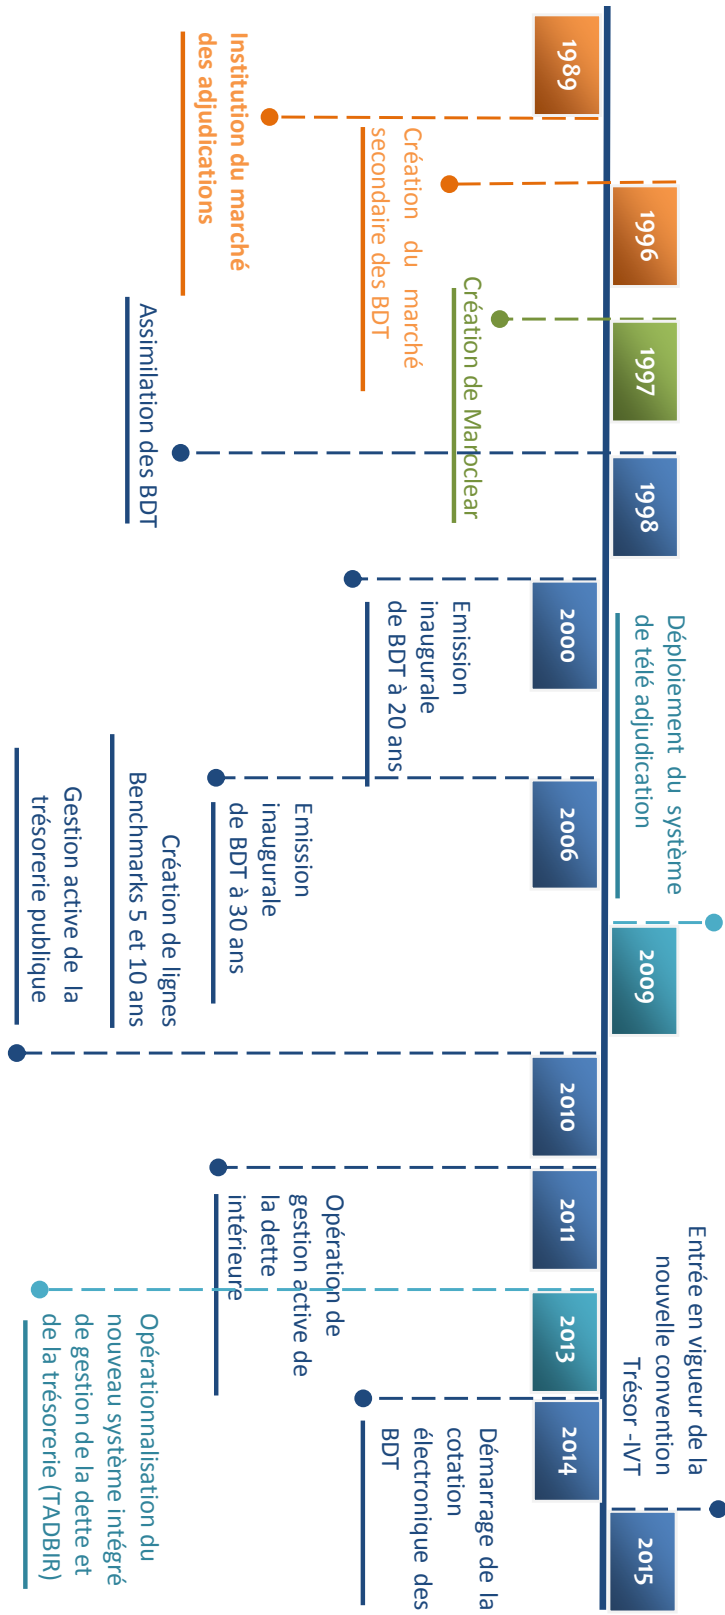 1989
Institution du marché
des adjudications
1996
Création du marché
secondaire des BDT
1997
Création de Maroclear
1998
Assimilation des BDT
2000
Emission
inaugurale
de BDT à 20 ans
2006
Emission
inaugurale
de BDT à 30 ans
Déploiement du système
de télé adjudication
2009
2010
Création de lignes
Benchmarks 5 et 10 ans
Gestion active de la
trésorerie publique
2011
Opération de
gestion active de
la dette
intérieure
2013
Opérationnalisation du
nouveau système intégré
de gestion de la dette et
de la trésorerie (TADBIR)
2014
Démarrage de la
cotation
électronique des
BDT
Entrée en vigueur de la
nouvelle convention
Trésor -IVT
2015